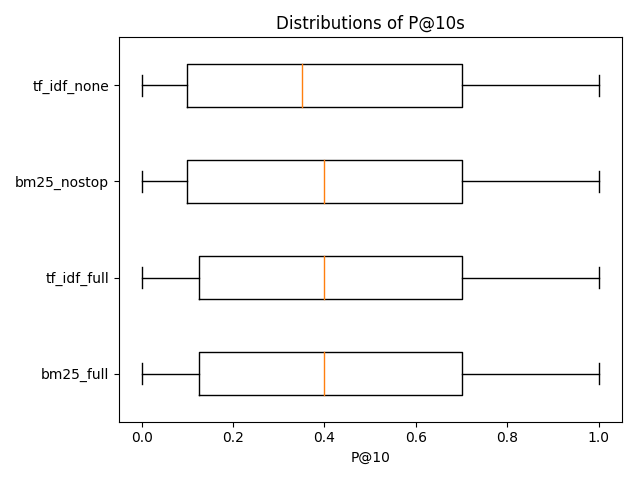 Distributions of P@10s
tf_idf_none
bm25_nostop
tf_idf_full
bm25_full
0.0 0.2 0.4 0.6 0.8 1.0
P@10